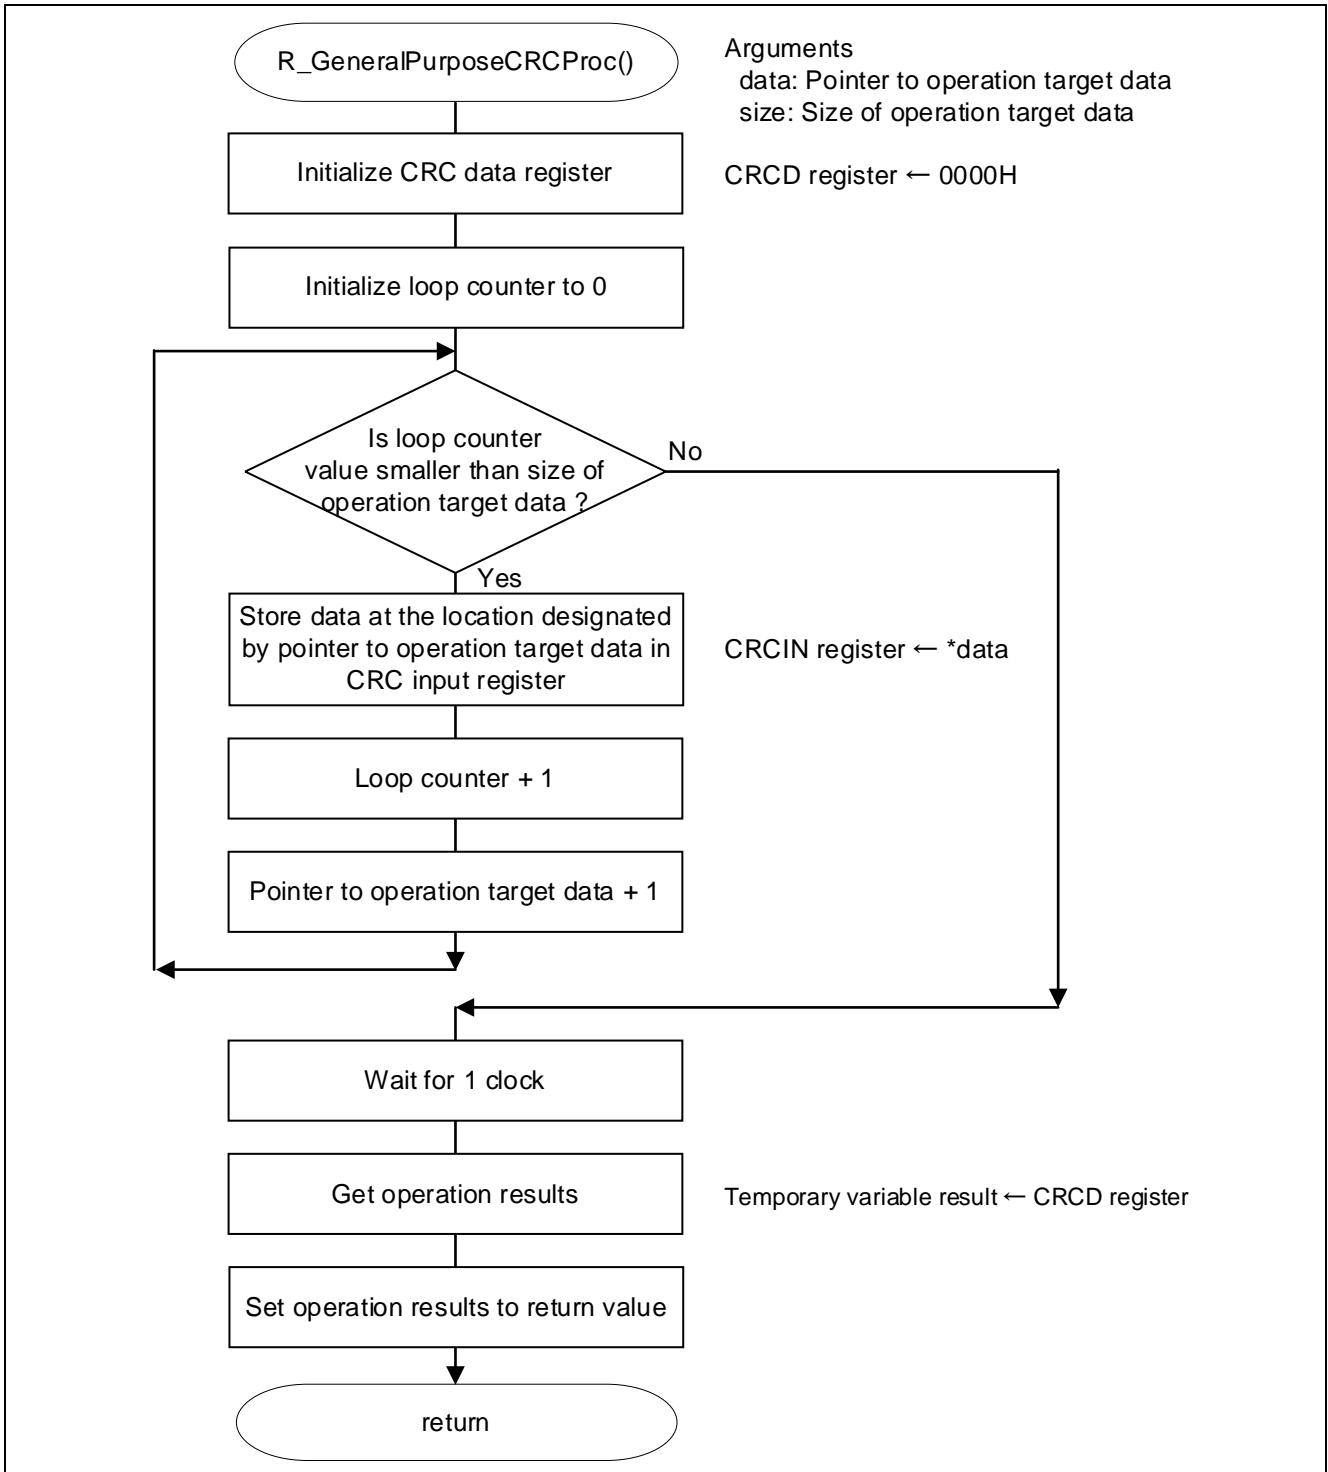 R_GeneralPurposeCRCProc()
Arguments
data: Pointer to operation target data
size: Size of operation target data
Initialize CRC data register
CRCD register ← 0000H
Initialize loop counter to 0
Is loop counter
value smaller than size of
operation target data ?
No
Yes
Store data at the location designated
by pointer to operation target data in
CRC input register
CRCIN register ← *data
Loop counter + 1
Pointer to operation target data + 1
Wait for 1 clock
Get operation results
Temporary variable result ← CRCD register
Set operation results to return value
return